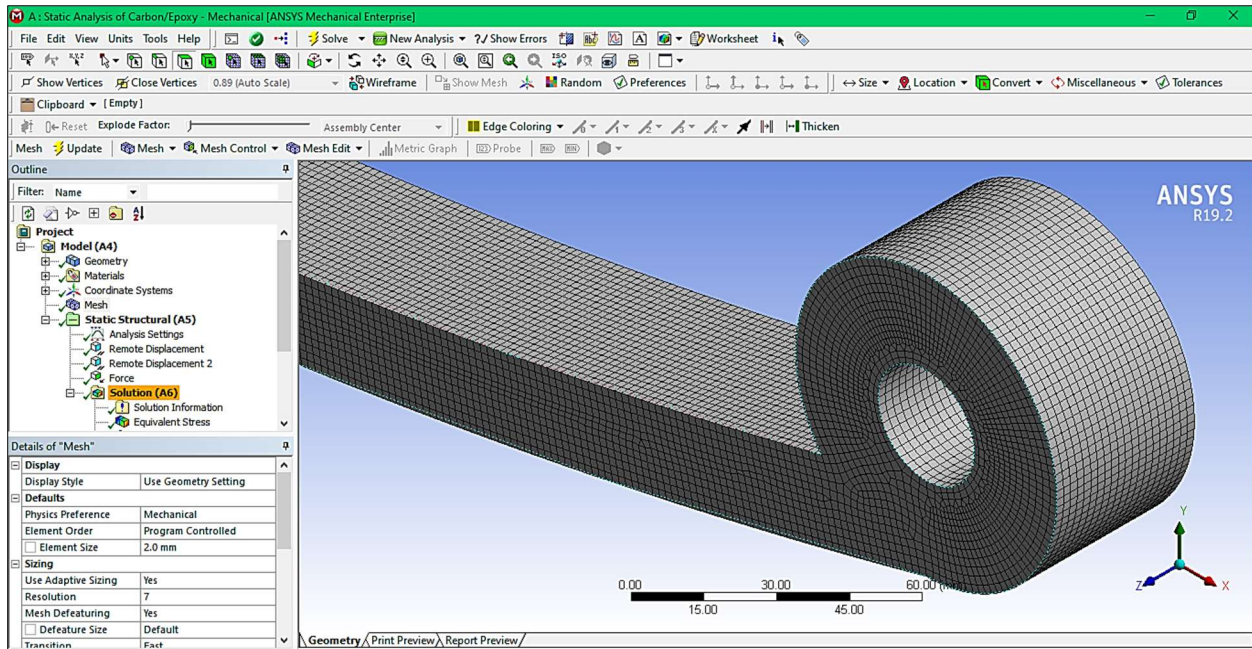 A : Static Analysis of Carbon/Epoxy - Mechanical [ANSYS Mechanical Enterprise]
File Edit View Units Tools Help Solve New Analysis ?/ Show Errors A Worksheet
ISO
Show Vertices Close Vertices 0.89 (Auto Scale) Wireframe Show Mesh Random Preferences Size Location Convert Miscellaneous Tolerances
Clipboard [Empty]
Reset Explode Factor: Assembly Center Edge Coloring Thicken
Mesh Update Mesh Mesh Control Mesh Edit Metric Graph Probe MAX MIN
Outline
Filter: Name
Project
Model (A4)
Geometry
Materials
Coordinate Systems
Mesh
Static Structural (A5)
Analysis Settings
Remote Displacement
Remote Displacement 2
Force
Solution (A6)
Solution Information
Equivalent Stress
Details of "Mesh"
Display
Display Style Use Geometry Setting
Defaults
Physics Preference Mechanical
Element Order Program Controlled
Element Size 2.0 mm
Sizing
Use Adaptive Sizing Yes
Resolution 7
Mesh Defeaturing Yes
Defeature Size Default
Transition Fast
ANSYS
R19.2
0.00 30.00 60.00
15.00 45.00
Y
Z X
Geometry Print Preview Report Preview